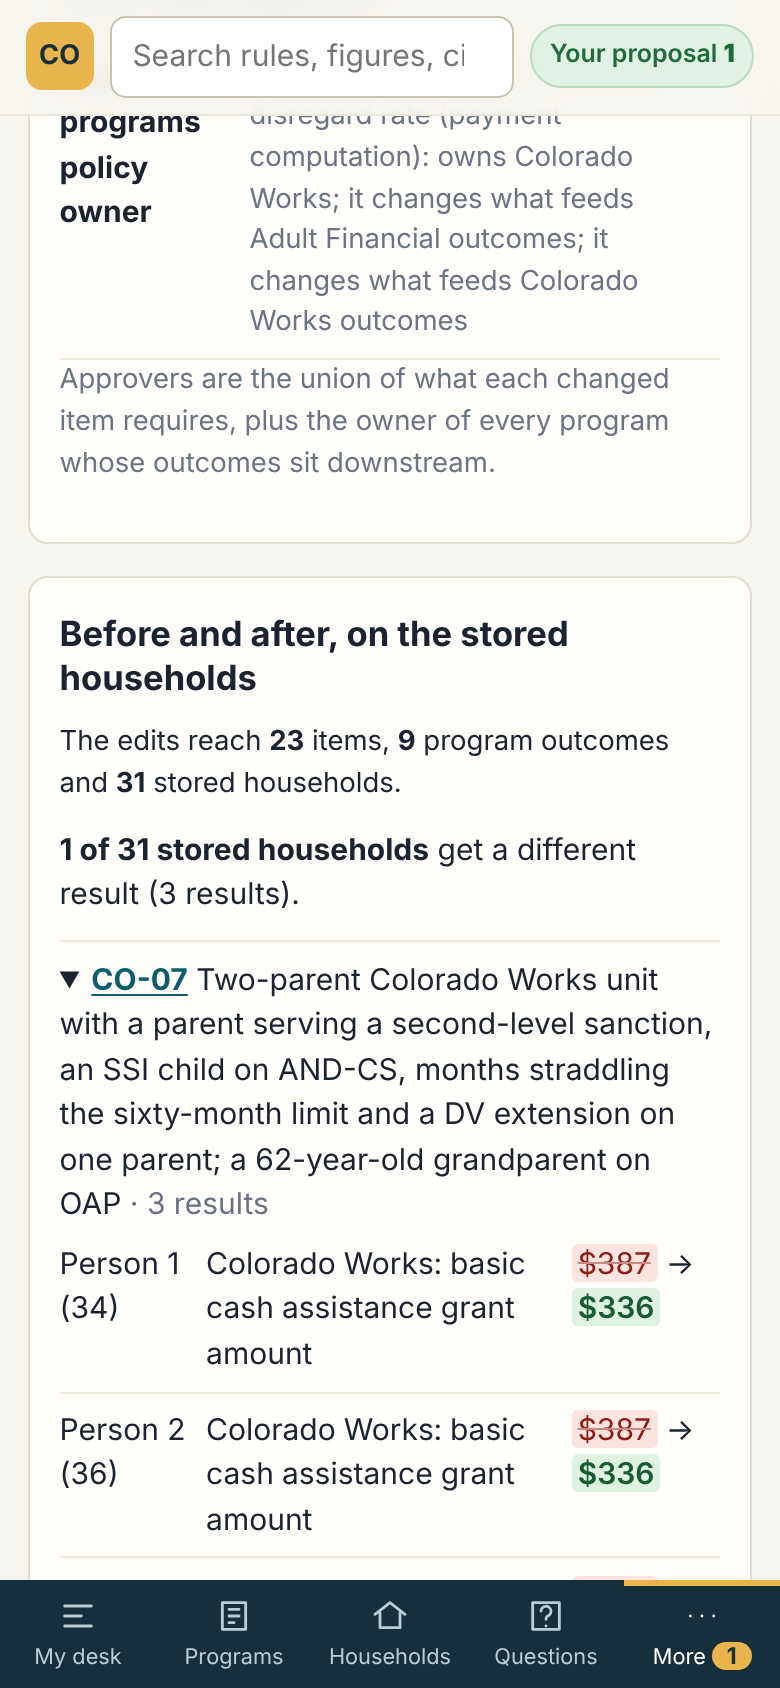 CO
Search rules, figures, ci
Your proposal 1
programs
policy
owner
disregard rate (payment
computation): owns Colorado
Works; it changes what feeds
Adult Financial outcomes; it
changes what feeds Colorado
Works outcomes
Approvers are the union of what each changed
item requires, plus the owner of every program
whose outcomes sit downstream.
Before and after, on the stored
households
The edits reach 23 items, 9 program outcomes
and 31 stored households.
1 of 31 stored households get a different
result (3 results).
▼ CO-07 Two-parent Colorado Works unit
with a parent serving a second-level sanction,
an SSI child on AND-CS, months straddling
the sixty-month limit and a DV extension on
one parent; a 62-year-old grandparent on
OAP · 3 results
Person 1 Colorado Works: basic $387 →
(34) cash assistance grant $336
amount
Person 2 Colorado Works: basic $387 →
(36) cash assistance grant $336
amount
My desk
Programs
Households
Questions
More 1